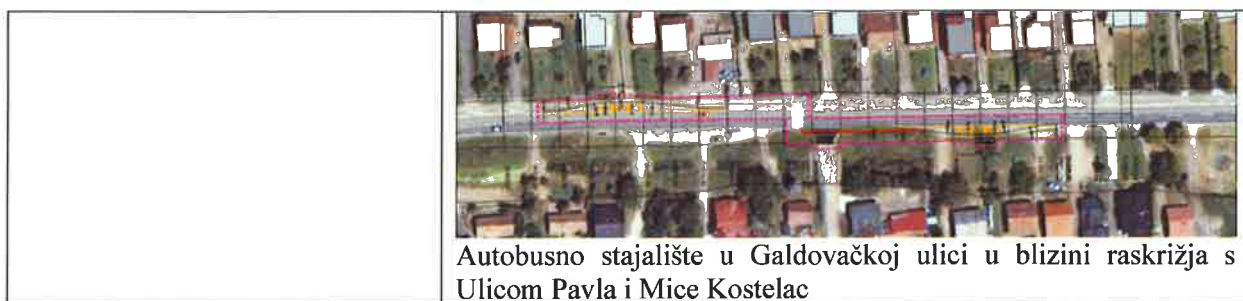 Autobusno stajalište u Galdovačkoj ulici u blizini raskrižja s
Ulicom Pavla i Mice Kostelac